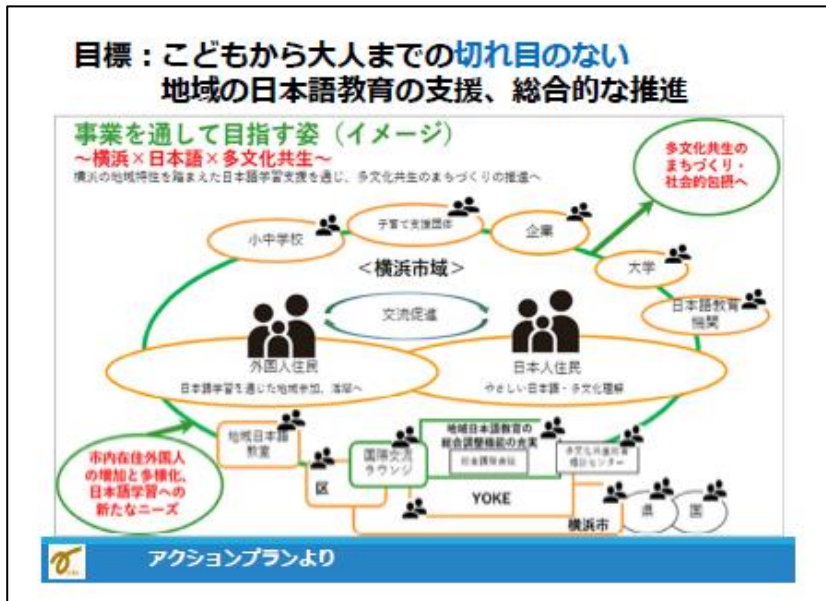 目標：こどもから大人までの切れ目のない
地域の日本語教育の支援、総合的な推進
事業を通して目指す姿（イメージ）
～横浜×日本語×多文化共生～
横浜の地域特性を踏まえた日本語学習支援を通じ、多文化共生のまちづくりの推進へ
多文化共生の
まちづくり・
社会的包摂へ
小中学校
子育て支援団体
企業
大学
日本語教育
機関
＜横浜市域＞
交流促進
外国人住民
日本語学習を通じた地域参加、活躍へ
日本人住民
やさしい日本語・多文化理解
市内在住外国人
の増加と多様化、
日本語学習への
新たなニーズ
地域日本語
教室
区
国際交流
ラウンジ
地域日本語教育の
総合調整機能の充実
YOKE
多文化共生総合
相談センター
横浜市
県
国
アクションプランより